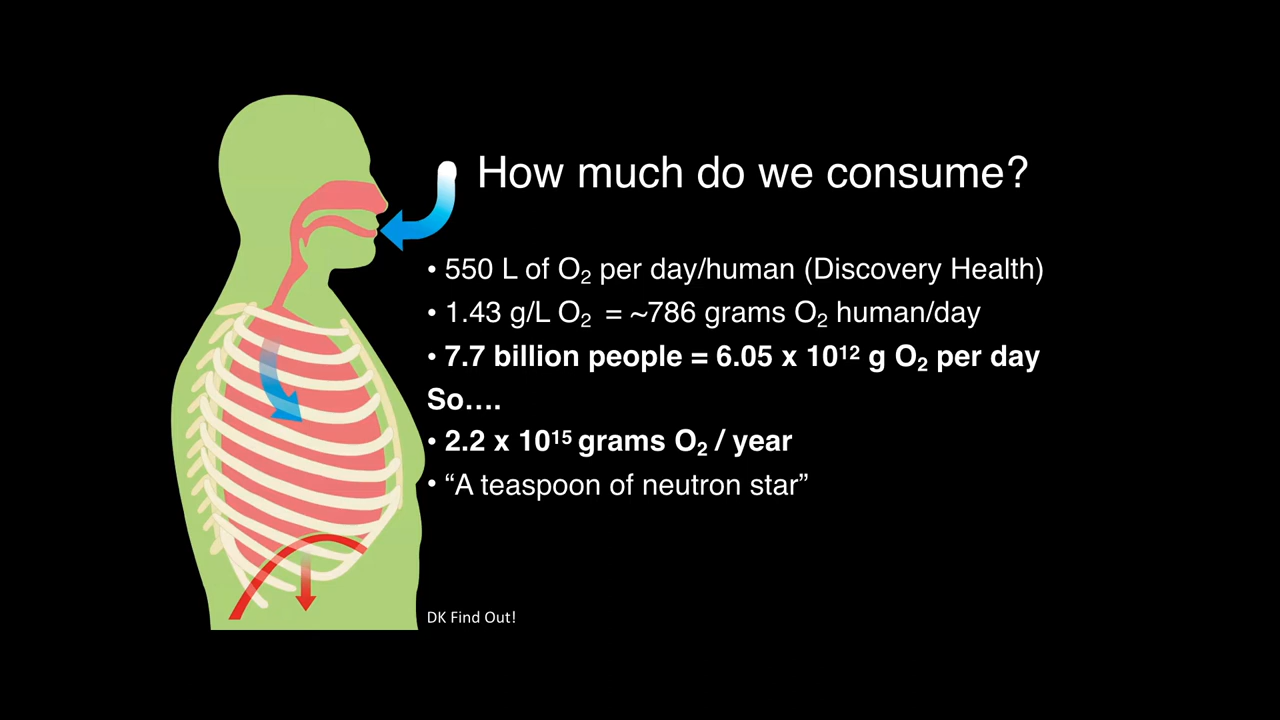 How much do we consume?
• 550 L of O₂ per day/human (Discovery Health)
• 1.43 g/L O₂ = ~786 grams O₂ human/day
• 7.7 billion people = 6.05 x 10¹² g O₂ per day
So....
• 2.2 x 10¹⁵ grams O₂ / year
• “A teaspoon of neutron star”
DK Find Out!